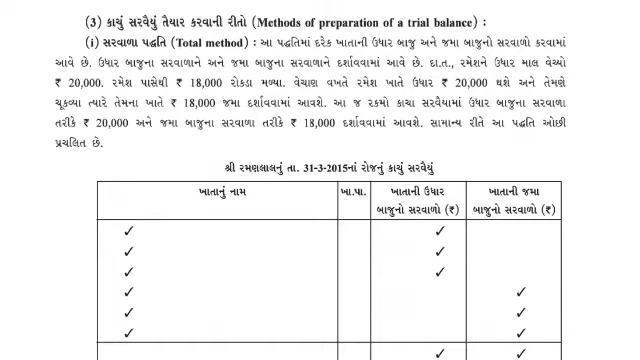 (3) કાચું સરવૈયું તૈયાર કરવાની રીતો (Methods of preparation of a trial balance) :
(i) સરવાળા પદ્ધતિ (Total method) : આ પદ્ધતિમાં દરેક ખાતાની ઉધાર બાજુ અને જમા બાજુનો સરવાળો કરવામાં
આવે છે. ઉધાર બાજુના સરવાળાને અને જમા બાજુના સરવાળાને દર્શાવવામાં આવે છે. દા.ત., રમેશને ઉધાર માલ વેચ્યો
₹ 20,000. રમેશ પાસેથી ₹ 18,000 રોકડા મળ્યા. વેચાણ વખતે રમેશ ખાતે ઉધાર ₹ 20,000 થશે અને તેમણે
ચૂકવ્યા ત્યારે તેમના ખાતે ₹ 18,000 જમા દર્શાવવામાં આવશે. આ જ રકમો કાચા સરવૈયામાં ઉધાર બાજુના સરવાળા
તરીકે ₹ 20,000 અને જમા બાજુના સરવાળા તરીકે ₹ 18,000 દર્શાવવામાં આવશે. સામાન્ય રીતે આ પદ્ધતિ ઓછી
પ્રચલિત છે.
શ્રી રમણલાલનું તા. 31-3-2015નાં રોજનું કાચું સરવૈયું
ખાતાનું નામ ખા.પા. ખાતાની ઉધાર ખાતાની જમા
બાજુનો સરવાળો (₹) બાજુનો સરવાળો (₹)
✓ ✓
✓ ✓
✓ ✓
✓ ✓
✓ ✓
✓ ✓
✓ ✓